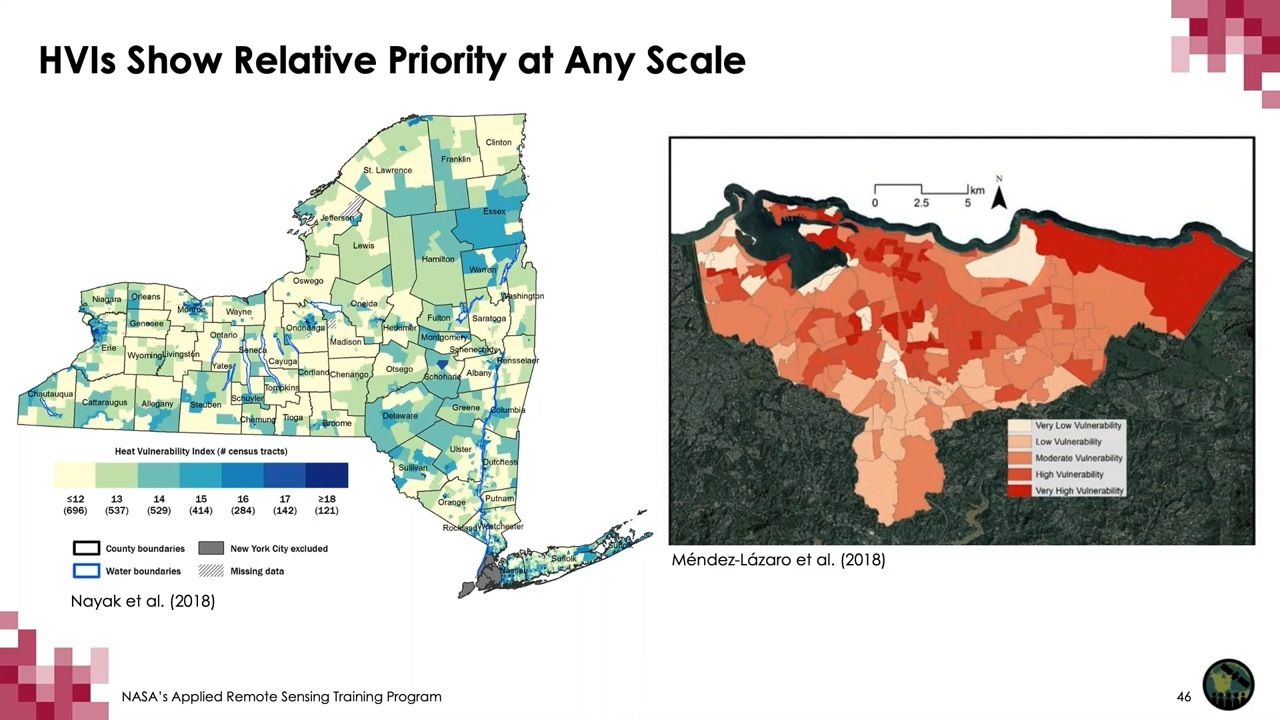 HVIs Show Relative Priority at Any Scale
Clinton
Franklin
St. Lawrence
Jefferson
Essex
Lewis
Hamilton
Warren
Oswego
Washington
Niagara
Orleans
Monroe
Wayne
Oneida
Fulton
Saratoga
Genesee
Onondaga
Herkimer
Ontario
Madison
Montgomery
Schenectady
Erie
Wyoming
Livingston
Seneca
Cayuga
Rensselaer
Yates
Cortland
Chenango
Otsego
Schoharie
Albany
Tompkins
Chautauqua
Cattaraugus
Allegany
Steuben
Schuyler
Greene
Columbia
Chemung
Tioga
Broome
Delaware
Ulster
Sullivan
Dutchess
Orange
Putnam
Rockland
Westchester
Suffolk
Nassau
Heat Vulnerability Index (# census tracts)
≤12 13 14 15 16 17 ≥18
(696) (537) (529) (414) (284) (142) (121)
County boundaries New York City excluded
Water boundaries Missing data
Nayak et al. (2018)
N
km
0 2.5 5
Very Low Vulnerability
Low Vulnerability
Moderate Vulnerability
High Vulnerability
Very High Vulnerability
Méndez-Lázaro et al. (2018)
NASA's Applied Remote Sensing Training Program
46